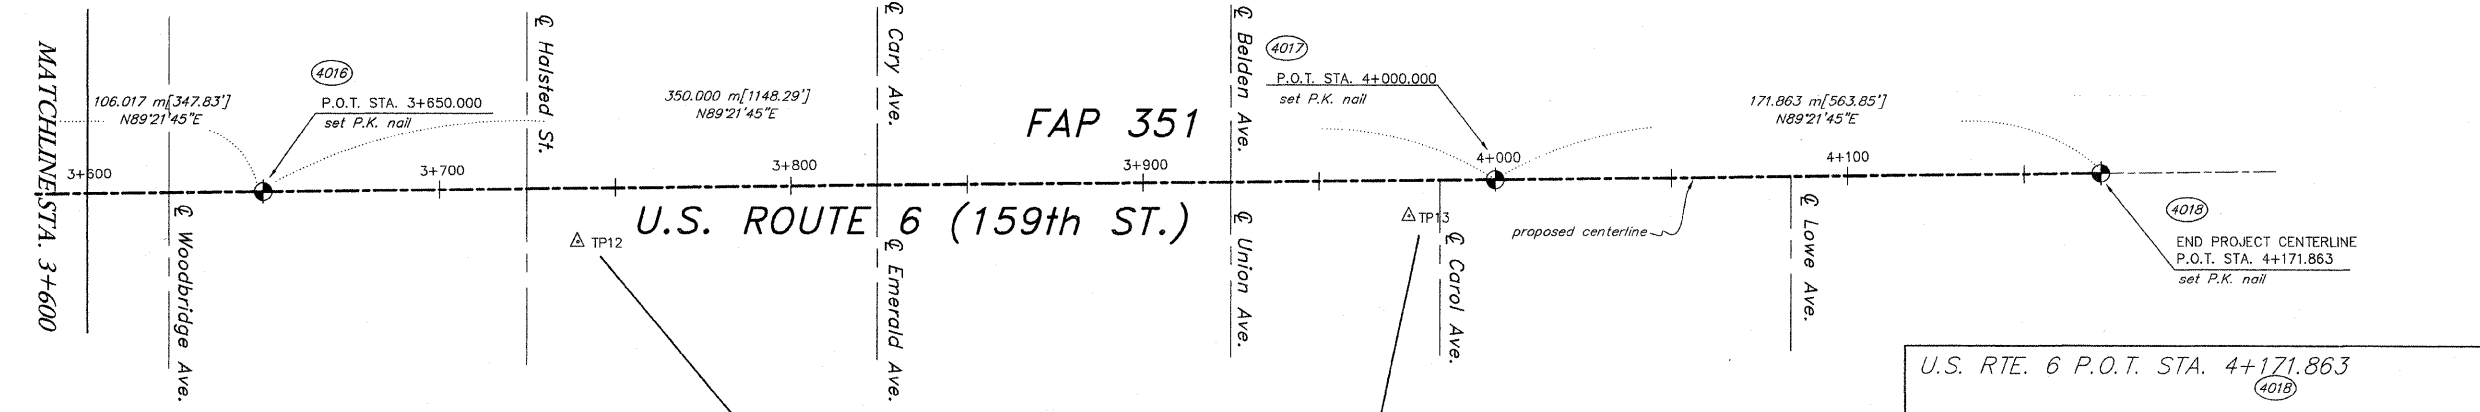 MATCHLINE STA. 3+600
106.017 m[347.83']
N89°21'45"E
3+600
℄ Woodbridge Ave.
4016
P.O.T. STA. 3+650.000
set P.K. nail
3+700
℄ Halsted St.
350.000 m[1148.29']
N89°21'45"E
3+800
℄ Cary Ave.
℄ Emerald Ave.
TP12
FAP 351
U.S. ROUTE 6 (159th ST.)
3+900
℄ Belden Ave.
℄ Union Ave.
4017
P.O.T. STA. 4+000.000
set P.K. nail
4+000
TP13
℄ Carol Ave.
proposed centerline
171.863 m[563.85']
N89°21'45"E
4+100
℄ Lowe Ave.
4018
END PROJECT CENTERLINE
P.O.T. STA. 4+171.863
set P.K. nail
U.S. RTE. 6 P.O.T. STA. 4+171.863
4018